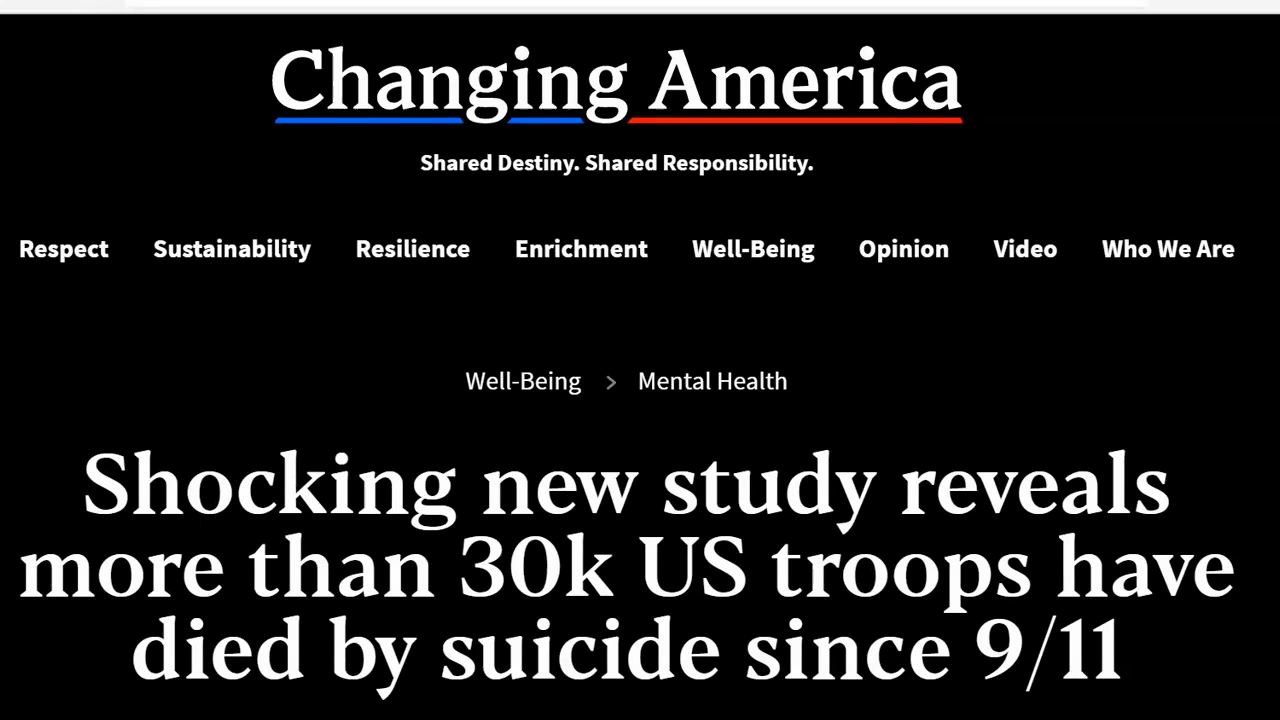 Changing America
Shared Destiny. Shared Responsibility.
Respect Sustainability Resilience Enrichment Well-Being Opinion Video Who We Are
Well-Being > Mental Health
Shocking new study reveals
more than 30k US troops have
died by suicide since 9/11